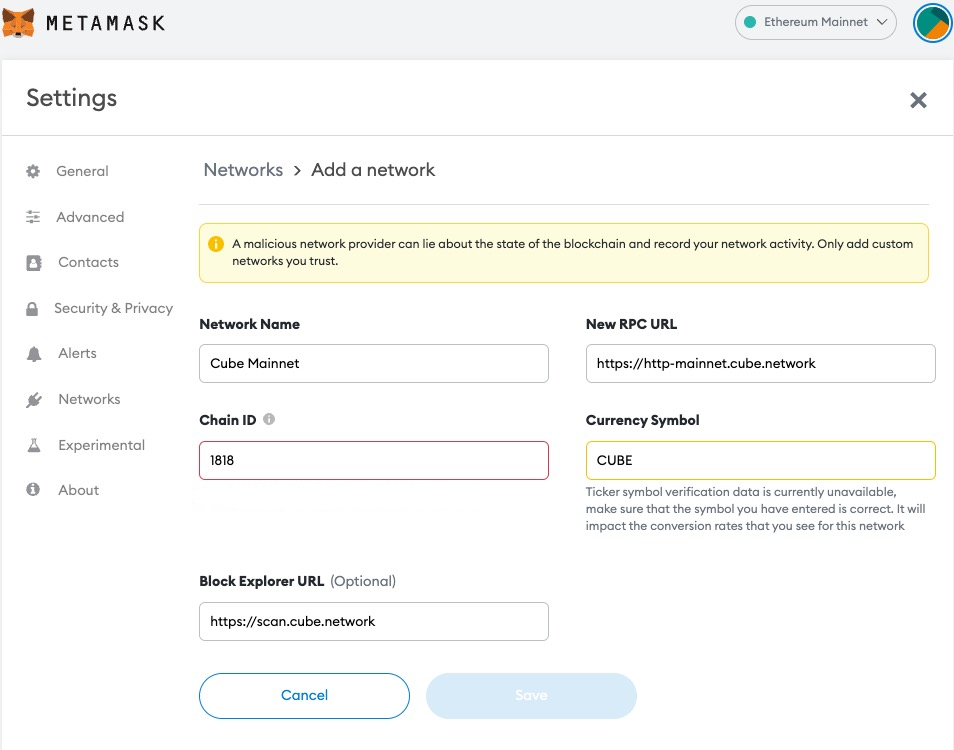 METAMASK
Ethereum Mainnet
Settings
General
Advanced
Contacts
Security & Privacy
Alerts
Networks
Experimental
About
Networks > Add a network
A malicious network provider can lie about the state of the blockchain and record your network activity. Only add custom
networks you trust.
Network Name
Cube Mainnet
New RPC URL
https://http-mainnet.cube.network
Chain ID
1818
Currency Symbol
CUBE
Ticker symbol verification data is currently unavailable,
make sure that the symbol you have entered is correct. It will
impact the conversion rates that you see for this network
Block Explorer URL (Optional)
https://scan.cube.network
Cancel
Save